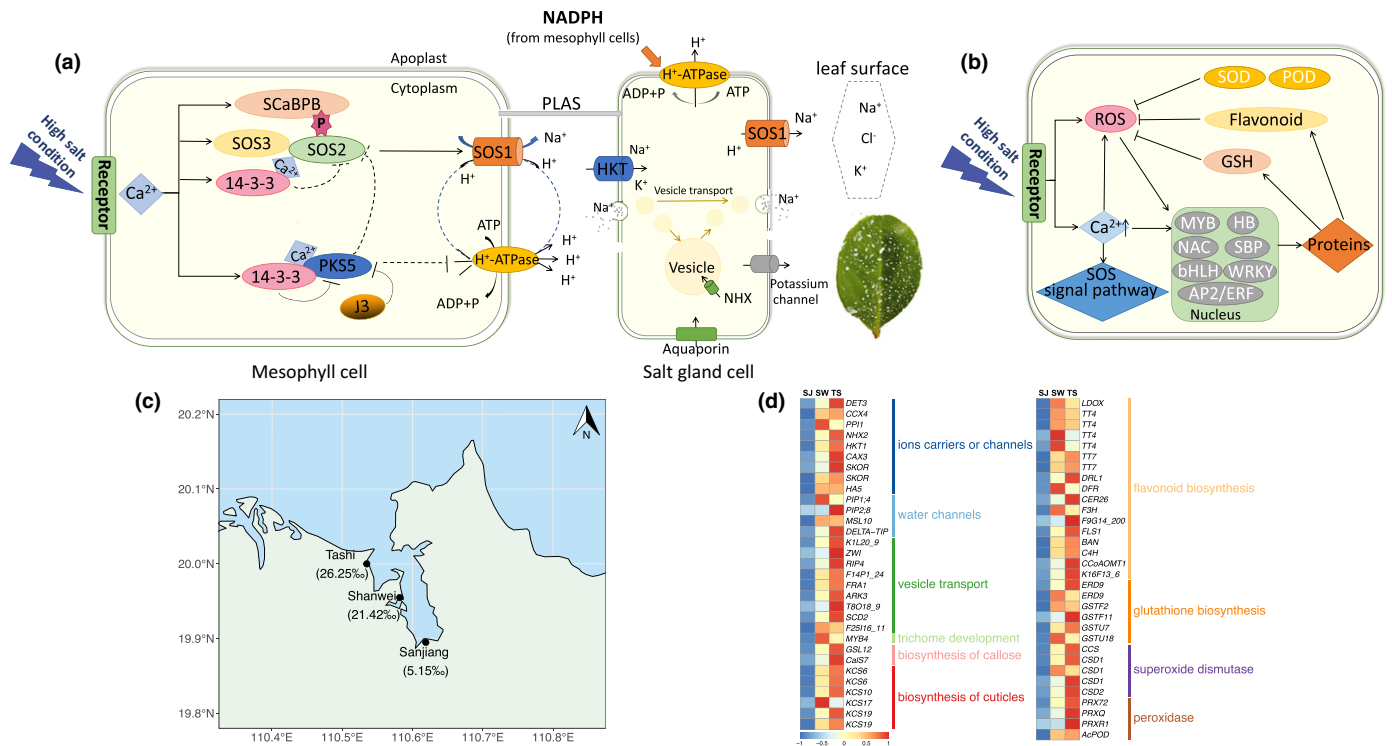 (a)
High salt
condition
Receptor
Ca²⁺
SCaBPB
P
SOS3
SOS2
Ca²⁺
14-3-3
Ca²⁺
14-3-3
PKS5
J3
Apoplast
Cytoplasm
SOS1
Na⁺
H⁺
H⁺
ATP
H⁺-ATPase
ADP+P
H⁺
H⁺
H⁺
Mesophyll cell
PLAS
NADPH
(from mesophyll cells)
H⁺
H⁺-ATPase
ADP+P
ATP
SOS1
Na⁺
H⁺
HKT
Na⁺
K⁺
Vesicle transport
Na⁺
Na⁺
Vesicle
NHX
Potassium
channel
Aquaporin
Salt gland cell
leaf surface
Na⁺
Cl⁻
K⁺
(b)
High salt
condition
Receptor
SOD
POD
ROS
Flavonoid
GSH
Ca²⁺
SOS
signal pathway
MYB
HB
NAC
SBP
bHLH
WRKY
AP2/ERF
Nucleus
Proteins
(c)
20.2°N
20.1°N
20.0°N
19.9°N
19.8°N
N
Tashi
(26.25‰)
Shanwei
(21.42‰)
Sanjiang
(5.15‰)
110.4°E
110.5°E
110.6°E
110.7°E
110.8°E
(d)
SJ SW TS
DET3
CCX4
PPI1
NHX2
HKT1
CAX3
SKOR
SKOR
HA5
PIP1;4
PIP2;8
MSL10
DELTA−TIP
K1L20_9
ZWI
RIP4
F14P1_24
FRA1
ARK3
T8O18_9
SCD2
F25I16_11
MYB4
GSL12
CalS7
KCS6
KCS6
KCS10
KCS17
KCS19
KCS19
ions carriers or channels
water channels
vesicle transport
trichome development
biosynthesis of callose
biosynthesis of cuticles
−1 −0.5 0 0.5 1
SJ SW TS
LDOX
TT4
TT4
TT4
TT4
TT7
TT7
DRL1
DFR
CER26
F3H
F9G14_200
FLS1
BAN
C4H
CCoAOMT1
K16F13_6
ERD9
ERD9
GSTF2
GSTF11
GSTU7
GSTU18
CCS
CSD1
CSD1
CSD1
CSD2
PRX72
PRXQ
PRXR1
AcPOD
flavonoid biosynthesis
glutathione biosynthesis
superoxide dismutase
peroxidase